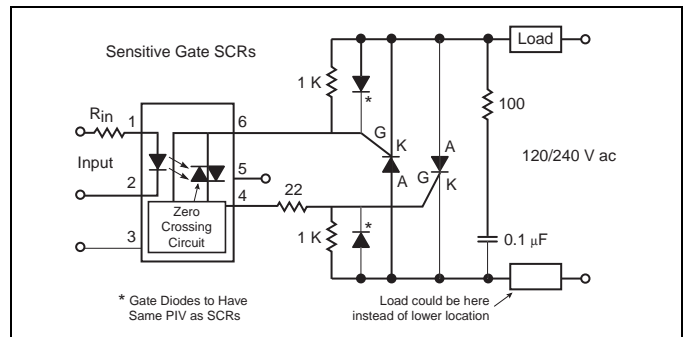 Sensitive Gate SCRs
Load
1 K
*
100
Rin
1
6
G
K
A
A
G
K
Input
5
120/240 V ac
2
4
22
Zero
Crossing
Circuit
1 K
*
0.1 μF
3
* Gate Diodes to Have
Same PIV as SCRs
Load could be here
instead of lower location